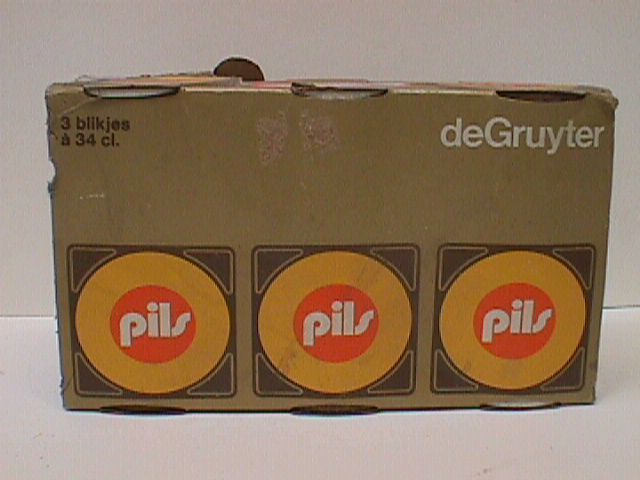 3 blikjes
à 34 cl.
deGruyter
pils
pils
pils